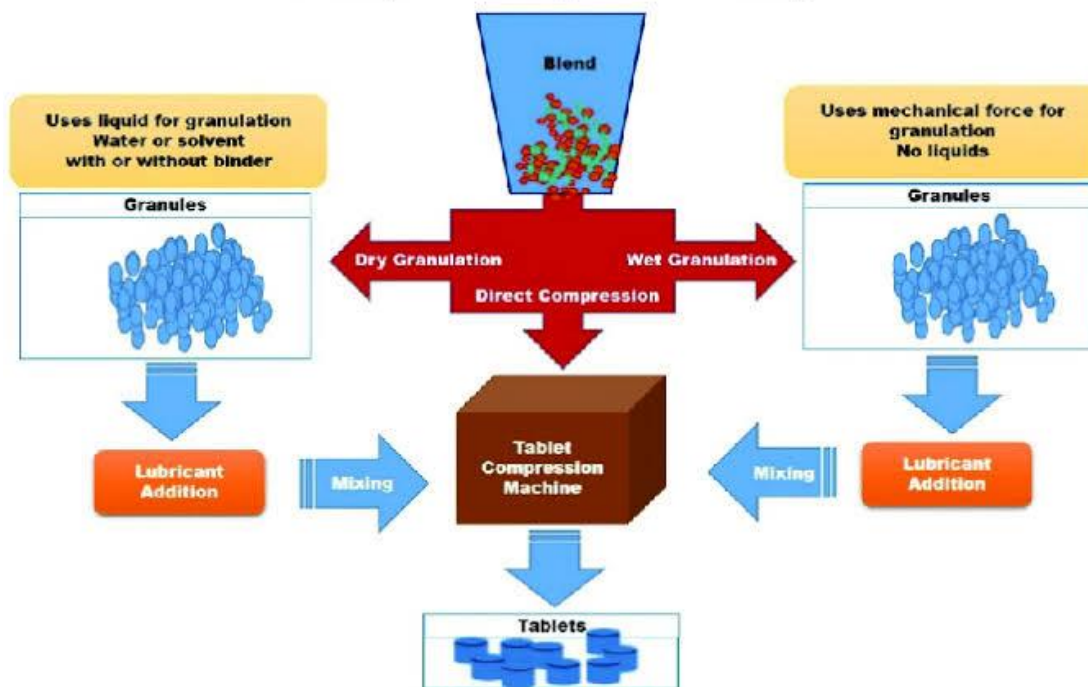 Blend
Uses liquid for granulation
Water or solvent
with or without binder
Uses mechanical force for
granulation
No liquids
Granules
Granules
Dry Granulation
Wet Granulation
Direct Compression
Lubricant
Addition
Mixing
Tablet
Compression
Machine
Mixing
Lubricant
Addition
Tablets